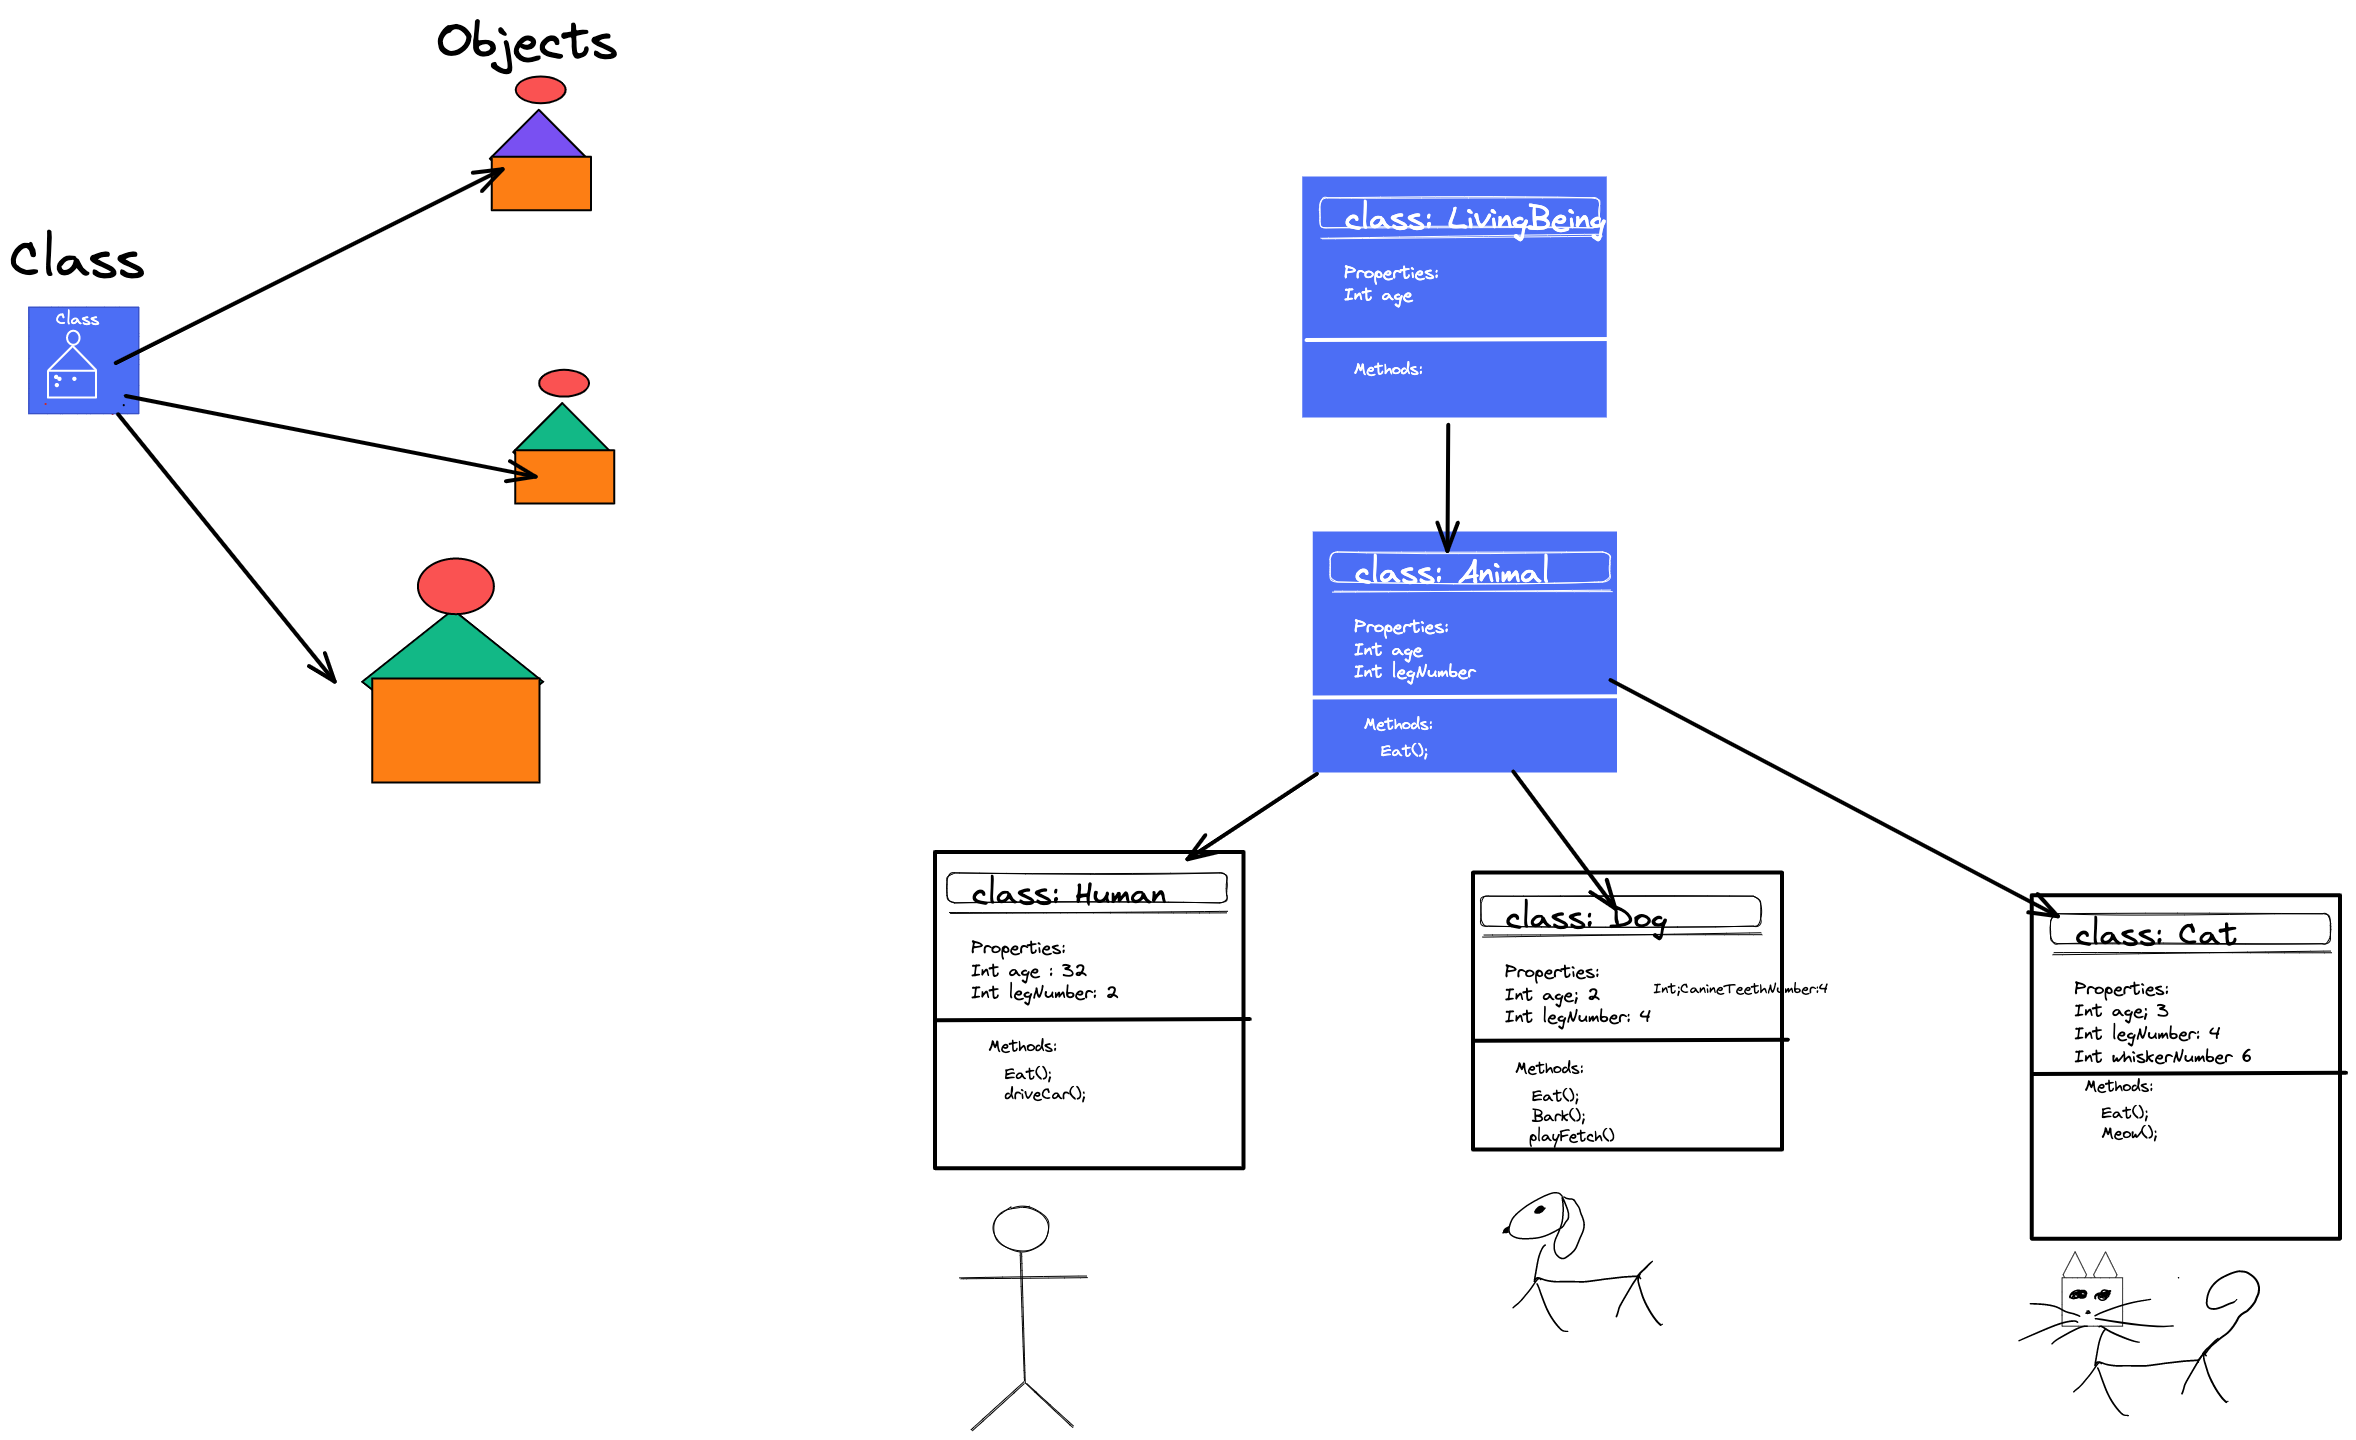 Objects
Class
Class
class: LivingBeing
Properties:
Int age
Methods:
class: Animal
Properties:
Int age
Int legNumber
Methods:
Eat();
class: Human
Properties:
Int age : 32
Int legNumber: 2
Methods:
Eat();
driveCar();
class: Dog
Properties:
Int age; 2
Int;CanineTeethNumber:4
Int legNumber: 4
Methods:
Eat();
Bark();
playFetch()
class: Cat
Properties:
Int age; 3
Int legNumber: 4
Int whiskerNumber 6
Methods:
Eat();
Meow();